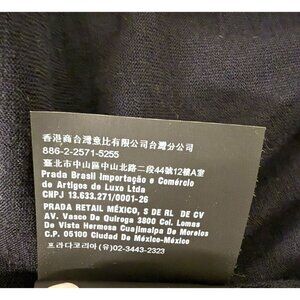 香港商台灣意比有限公司台灣分公司
886-2-2571-5255
臺北市中山區中山北路二段44號12樓A室
Prada Brasil Importação e Comércio
de Artigos de Luxo Ltda
CNPJ 13.633.271/0001-26
PRADA RETAIL MÉXICO, S DE RL DE CV
AV. Vasco De Quiroga 3800 Col. Lomas
De Vista Hermosa Cuajimalpa De Morelos
C.P. 05100 Ciudad De México-México
프라다코리아 (유)02-3443-2323